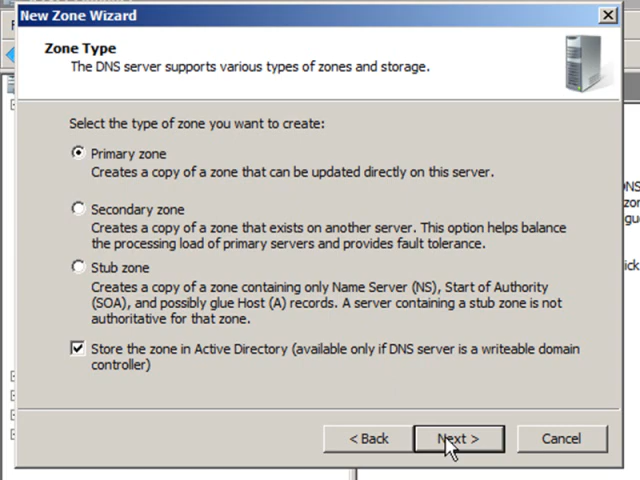 New Zone Wizard
Zone Type
The DNS server supports various types of zones and storage.
Select the type of zone you want to create:
Primary zone
Creates a copy of a zone that can be updated directly on this server.
Secondary zone
Creates a copy of a zone that exists on another server. This option helps balance
the processing load of primary servers and provides fault tolerance.
Stub zone
Creates a copy of a zone containing only Name Server (NS), Start of Authority
(SOA), and possibly glue Host (A) records. A server containing a stub zone is not
authoritative for that zone.
Store the zone in Active Directory (available only if DNS server is a writeable domain
controller)
< Back
Next >
Cancel